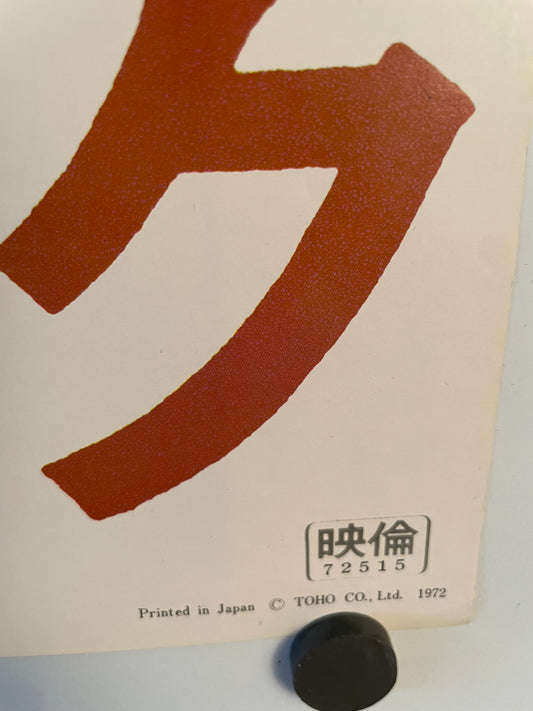 ク
映倫
72515
Printed in Japan © TOHO CO., Ltd. 1972